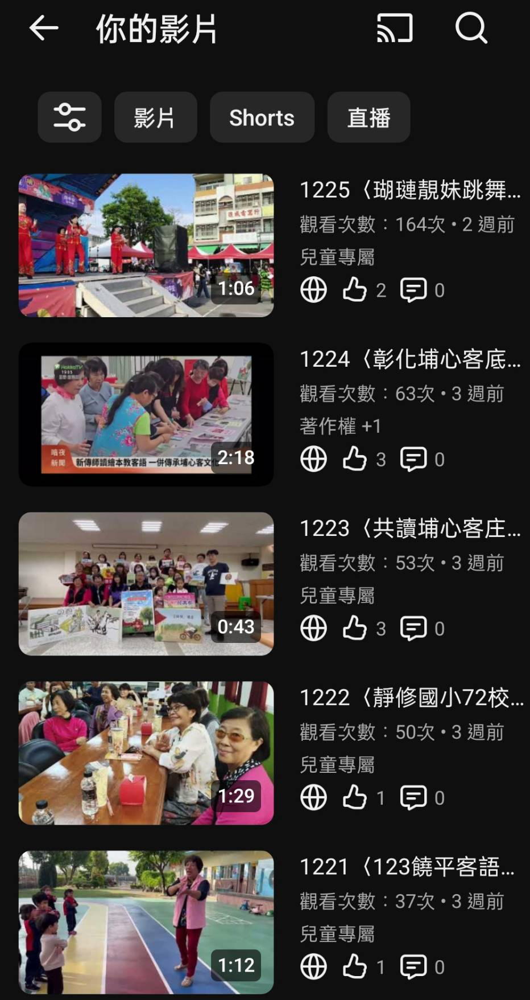 你的影片
影片
Shorts
直播
1225〈瑚璉靚妹跳舞...
觀看次數：164次 • 2 週前
兒童專屬
2
0
1:06
1224〈彰化埔心客底...
觀看次數：63次 • 3 週前
著作權 +1
3
0
HakkaTV
1905
暗夜
新聞
新傳師讀繪本教客語 一併傳承埔心客文化
2:18
1223〈共讀埔心客庄...
觀看次數：53次 • 3 週前
兒童專屬
3
0
0:43
1222〈靜修國小72校...
觀看次數：50次 • 3 週前
兒童專屬
1
0
1:29
1221〈123饒平客語...
觀看次數：37次 • 3 週前
兒童專屬
1
0
1:12